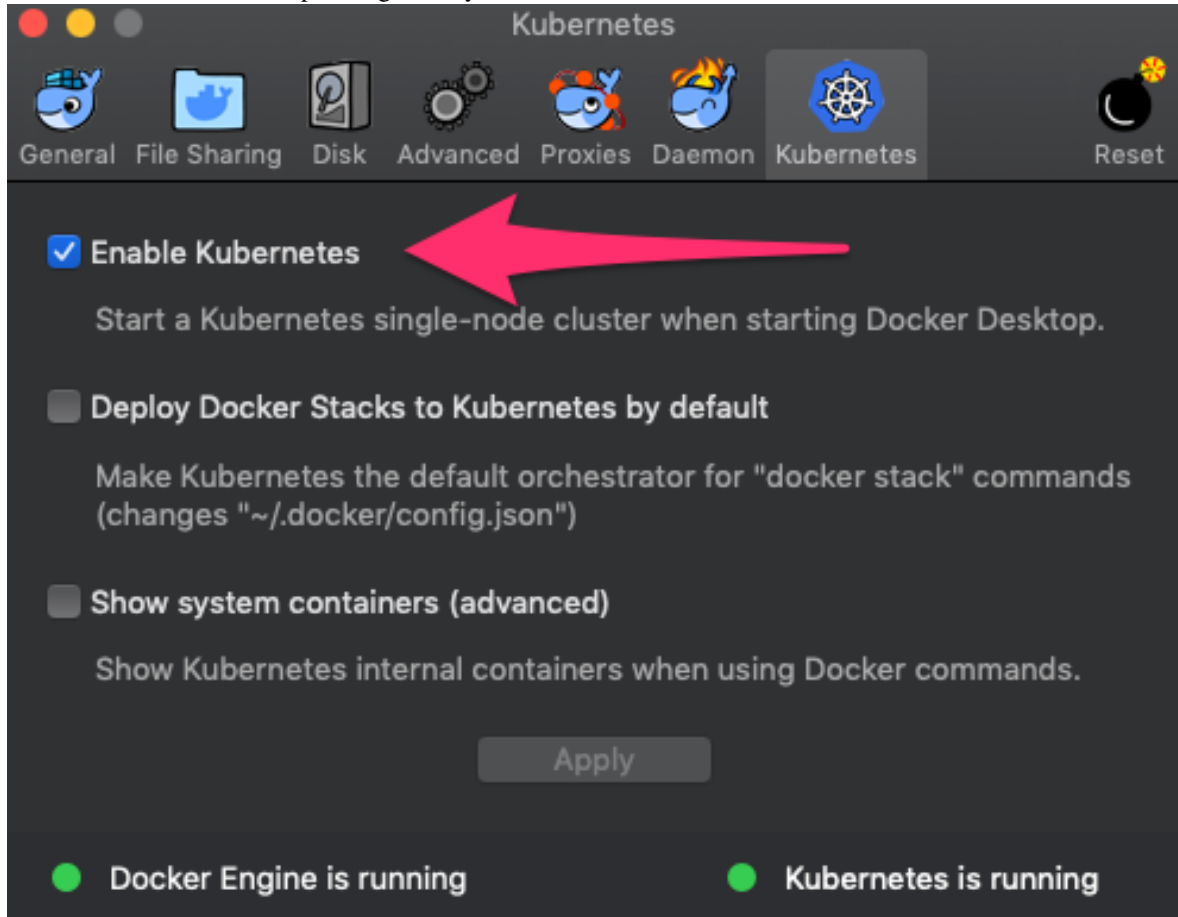 Kubernetes
General File Sharing Disk Advanced Proxies Daemon Kubernetes Reset
Enable Kubernetes
Start a Kubernetes single-node cluster when starting Docker Desktop.
Deploy Docker Stacks to Kubernetes by default
Make Kubernetes the default orchestrator for "docker stack" commands
(changes "~/.docker/config.json")
Show system containers (advanced)
Show Kubernetes internal containers when using Docker commands.
Apply
Docker Engine is running Kubernetes is running